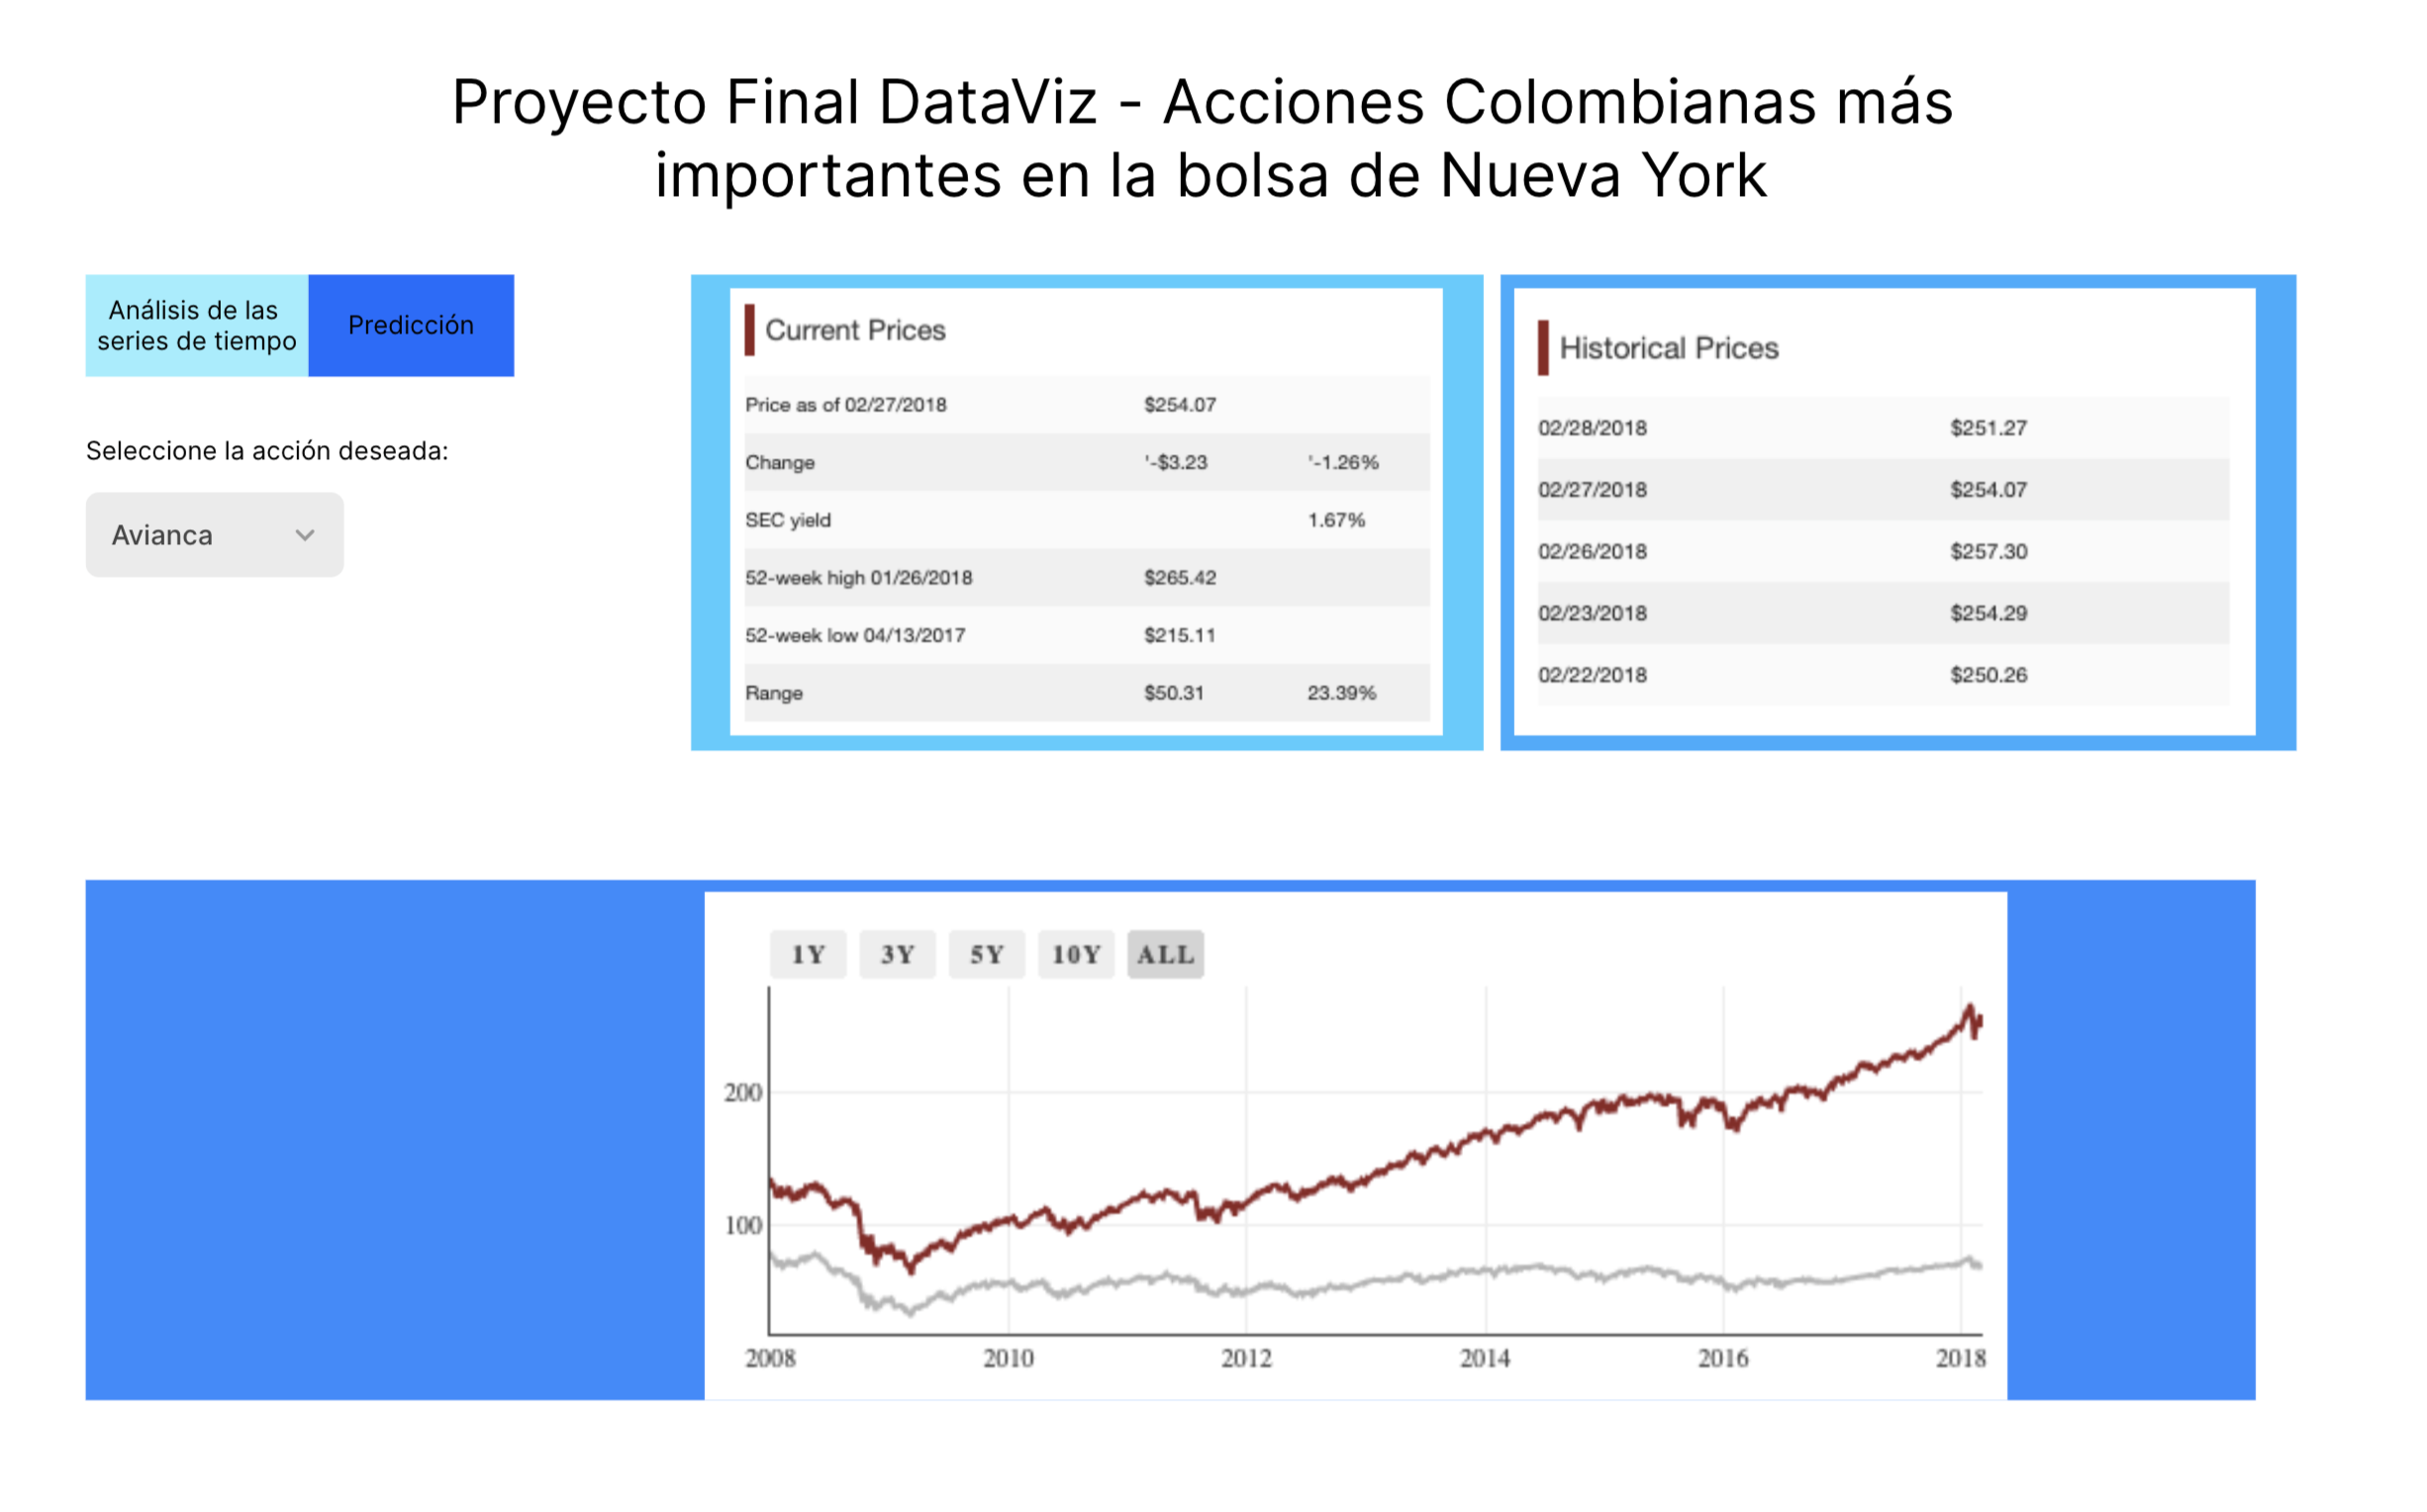 Proyecto Final DataViz - Acciones Colombianas más
importantes en la bolsa de Nueva York
Análisis de las
series de tiempo
Predicción
Seleccione la acción deseada:
Avianca
Current Prices
Price as of 02/27/2018 $254.07
Change '-$3.23 '-1.26%
SEC yield 1.67%
52-week high 01/26/2018 $265.42
52-week low 04/13/2017 $215.11
Range $50.31 23.39%
Historical Prices
02/28/2018 $251.27
02/27/2018 $254.07
02/26/2018 $257.30
02/23/2018 $254.29
02/22/2018 $250.26
1Y 3Y 5Y 10Y ALL
200
100
2008 2010 2012 2014 2016 2018